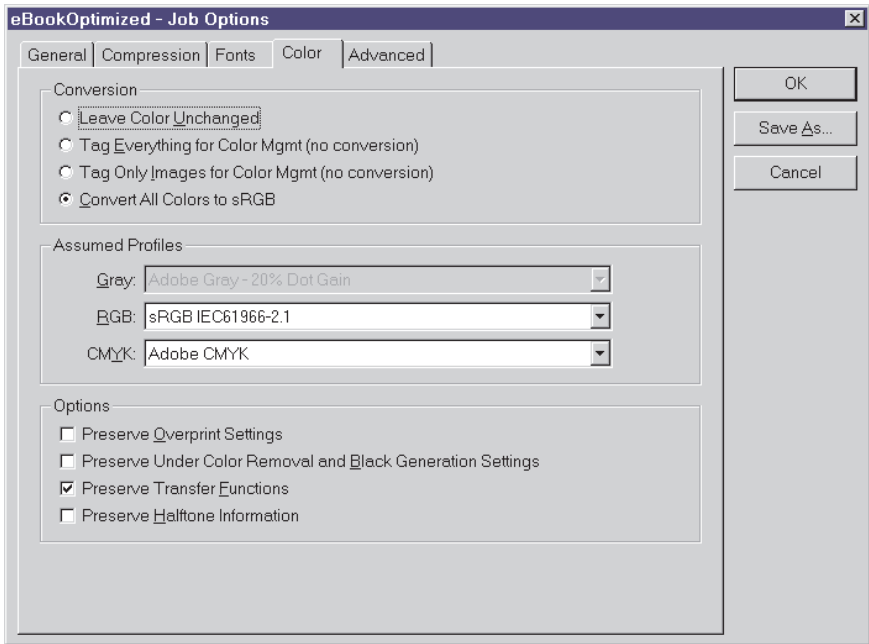 eBookOptimized - Job Options
General
Compression
Fonts
Color
Advanced
Conversion
Leave Color Unchanged
Tag Everything for Color Mgmt (no conversion)
Tag Only Images for Color Mgmt (no conversion)
Convert All Colors to sRGB
Assumed Profiles
Gray: Adobe Gray - 20% Dot Gain
RGB: sRGB IEC61966-2.1
CMYK: Adobe CMYK
Options
Preserve Overprint Settings
Preserve Under Color Removal and Black Generation Settings
Preserve Transfer Functions
Preserve Halftone Information
OK
Save As...
Cancel